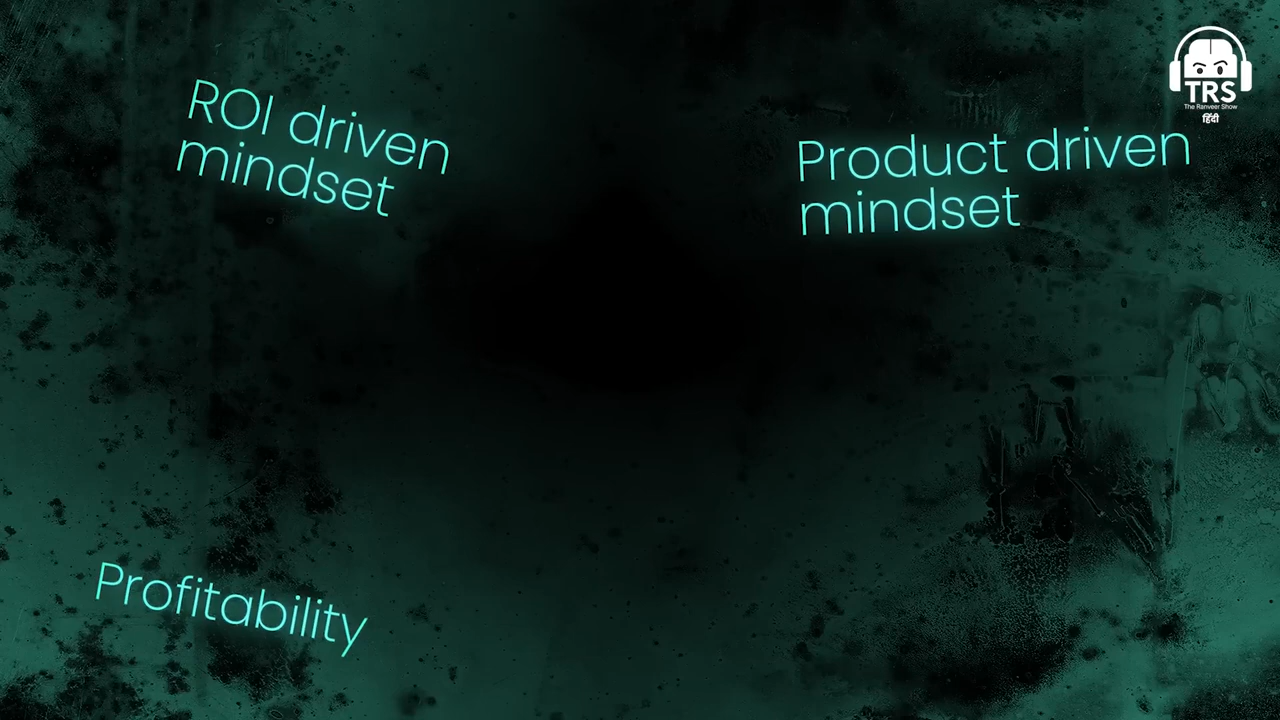 TRS
The Ranveer Show
हिंदी
ROI driven
mindset
Product driven
mindset
Profitability